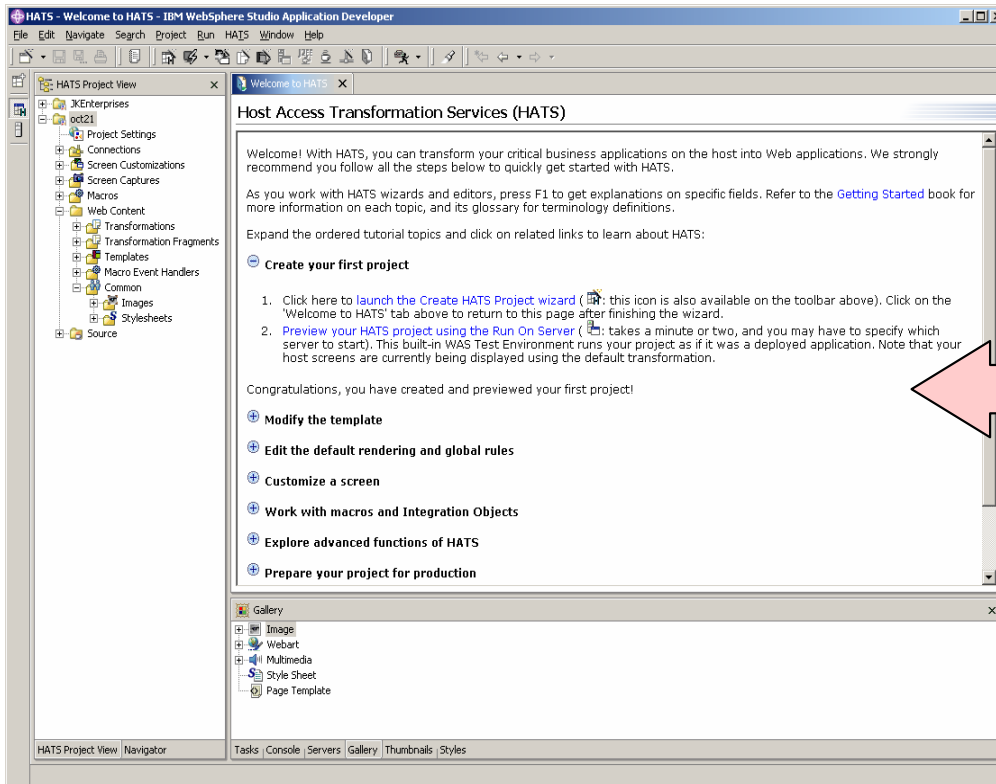 HATS - Welcome to HATS - IBM WebSphere Studio Application Developer
File Edit Navigate Search Project Run HATS Window Help
HATS Project View
JKEnterprises
oct21
Project Settings
Connections
Screen Customizations
Screen Captures
Macros
Web Content
Transformations
Transformation Fragments
Templates
Macro Event Handlers
Common
Images
Stylesheets
Source
HATS Project View Navigator
Welcome to HATS
Host Access Transformation Services (HATS)
Welcome! With HATS, you can transform your critical business applications on the host into Web applications. We strongly
recommend you follow all the steps below to quickly get started with HATS.
As you work with HATS wizards and editors, press F1 to get explanations on specific fields. Refer to the Getting Started book for
more information on each topic, and its glossary for terminology definitions.
Expand the ordered tutorial topics and click on related links to learn about HATS:
Create your first project
1. Click here to launch the Create HATS Project wizard ( : this icon is also available on the toolbar above). Click on the
'Welcome to HATS' tab above to return to this page after finishing the wizard.
2. Preview your HATS project using the Run On Server ( : takes a minute or two, and you may have to specify which
server to start). This built-in WAS Test Environment runs your project as if it was a deployed application. Note that your
host screens are currently being displayed using the default transformation.
Congratulations, you have created and previewed your first project!
Modify the template
Edit the default rendering and global rules
Customize a screen
Work with macros and Integration Objects
Explore advanced functions of HATS
Prepare your project for production
Gallery
Image
Webart
Multimedia
Style Sheet
Page Template
Tasks Console Servers Gallery Thumbnails Styles